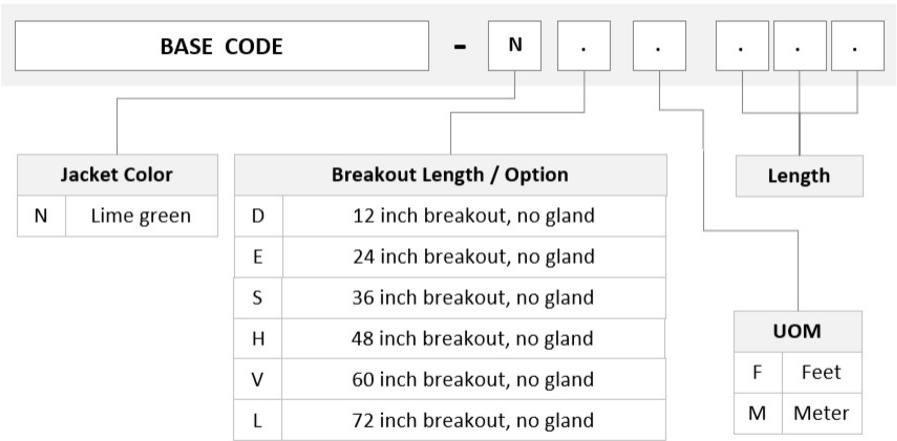 BASE CODE - N . . . . .
Jacket Color
N Lime green
Breakout Length / Option
D 12 inch breakout, no gland
E 24 inch breakout, no gland
S 36 inch breakout, no gland
H 48 inch breakout, no gland
V 60 inch breakout, no gland
L 72 inch breakout, no gland
Length
UOM
F Feet
M Meter